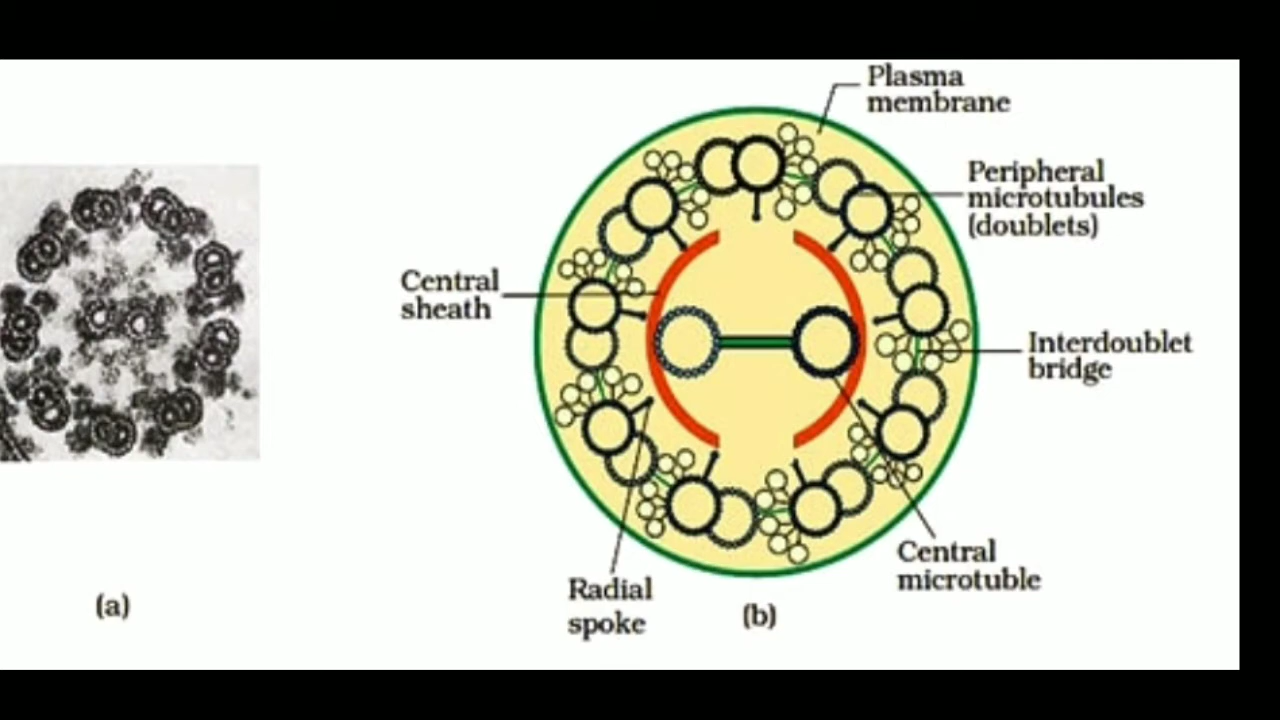 Plasma
membrane
Peripheral
microtubules
(doublets)
Central
sheath
Interdoublet
bridge
Central
microtuble
Radial
spoke
(a)
(b)